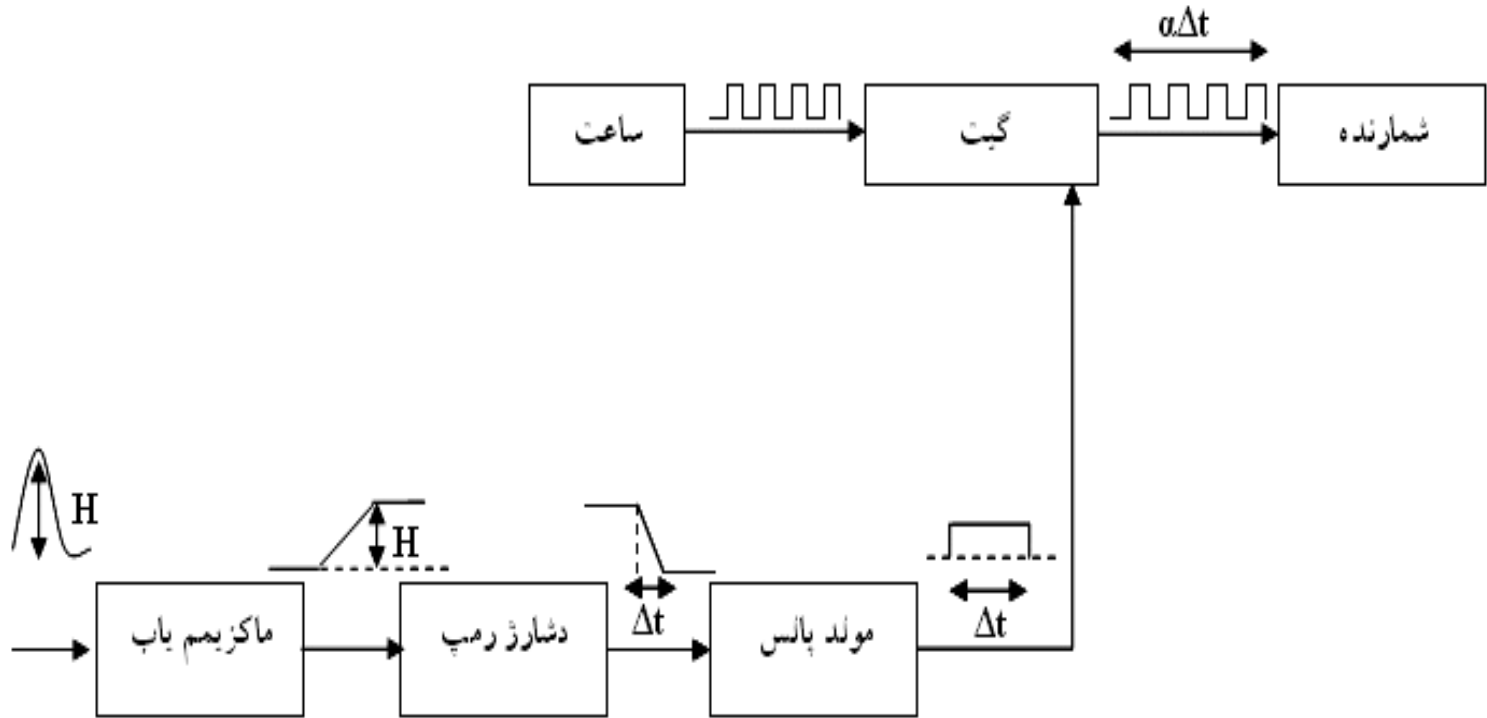 αΔt
ساعت
گیت
شمارنده
H
H
Δt
Δt
ماکزیمم یاب
دشارژ رمپ
مولد پالس